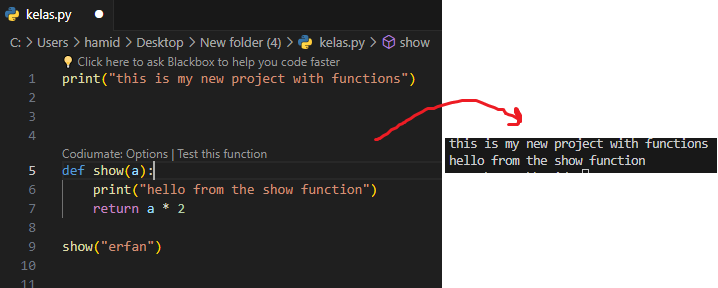 kelas.py
C: > Users > hamid > Desktop > New folder (4) > kelas.py > show
Click here to ask Blackbox to help you code faster
1 print("this is my new project with functions")
2
3
4
Codiumate: Options | Test this function
5 def show(a):
6 print("hello from the show function")
7 return a * 2
8
9 show("erfan")
10
11
this is my new project with functions
hello from the show function